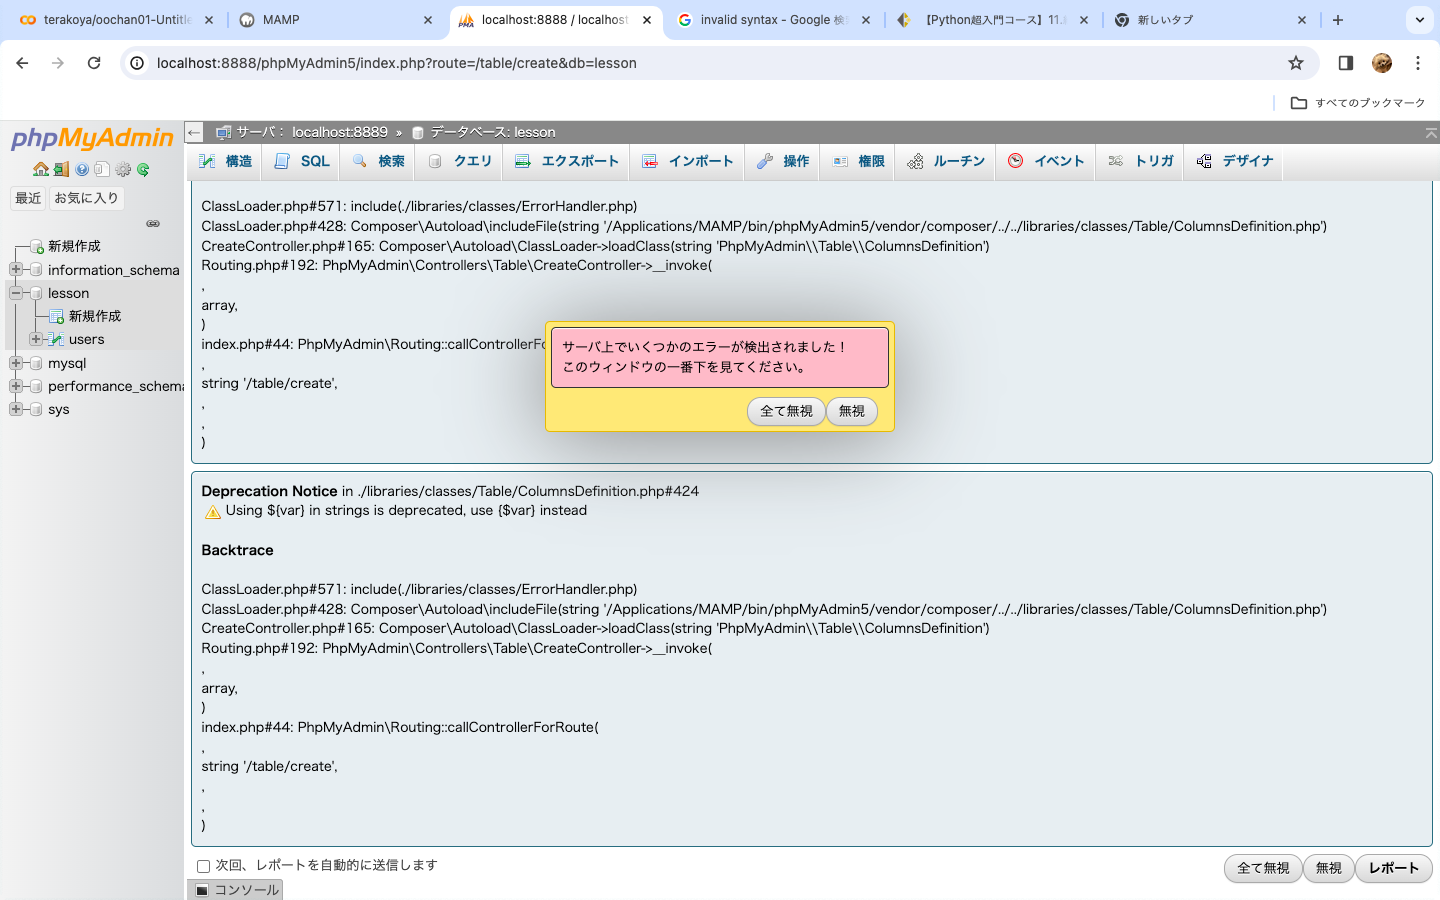 terakoya/oochan01-Untitle
MAMP
localhost:8888 / localhost
invalid syntax - Google 検
【Python超入門コース】11.
新しいタブ
localhost:8888/phpMyAdmin5/index.php?route=/table/create&db=lesson
すべてのブックマーク
phpMyAdmin
最近
お気に入り
新規作成
information_schema
lesson
新規作成
users
mysql
performance_schema
sys
サーバ： localhost:8889 » データベース: lesson
構造
SQL
検索
クエリ
エクスポート
インポート
操作
権限
ルーチン
イベント
トリガ
デザイナ
ClassLoader.php#571: include(./libraries/classes/ErrorHandler.php)
ClassLoader.php#428: Composer\Autoload\includeFile(string '/Applications/MAMP/bin/phpMyAdmin5/vendor/composer/../../libraries/classes/Table/ColumnsDefinition.php')
CreateController.php#165: Composer\Autoload\ClassLoader->loadClass(string 'PhpMyAdmin\\Table\\ColumnsDefinition')
Routing.php#192: PhpMyAdmin\Controllers\Table\CreateController->__invoke(
,
array,
)
index.php#44: PhpMyAdmin\Routing::callControllerFo
,
string '/table/create',
,
,
)
サーバ上でいくつかのエラーが検出されました！
このウィンドウの一番下を見てください。
全て無視
無視
Deprecation Notice in ./libraries/classes/Table/ColumnsDefinition.php#424
Using ${var} in strings is deprecated, use {$var} instead
Backtrace
ClassLoader.php#571: include(./libraries/classes/ErrorHandler.php)
ClassLoader.php#428: Composer\Autoload\includeFile(string '/Applications/MAMP/bin/phpMyAdmin5/vendor/composer/../../libraries/classes/Table/ColumnsDefinition.php')
CreateController.php#165: Composer\Autoload\ClassLoader->loadClass(string 'PhpMyAdmin\\Table\\ColumnsDefinition')
Routing.php#192: PhpMyAdmin\Controllers\Table\CreateController->__invoke(
,
array,
)
index.php#44: PhpMyAdmin\Routing::callControllerForRoute(
,
string '/table/create',
,
,
)
次回、レポートを自動的に送信します
全て無視
無視
レポート
コンソール